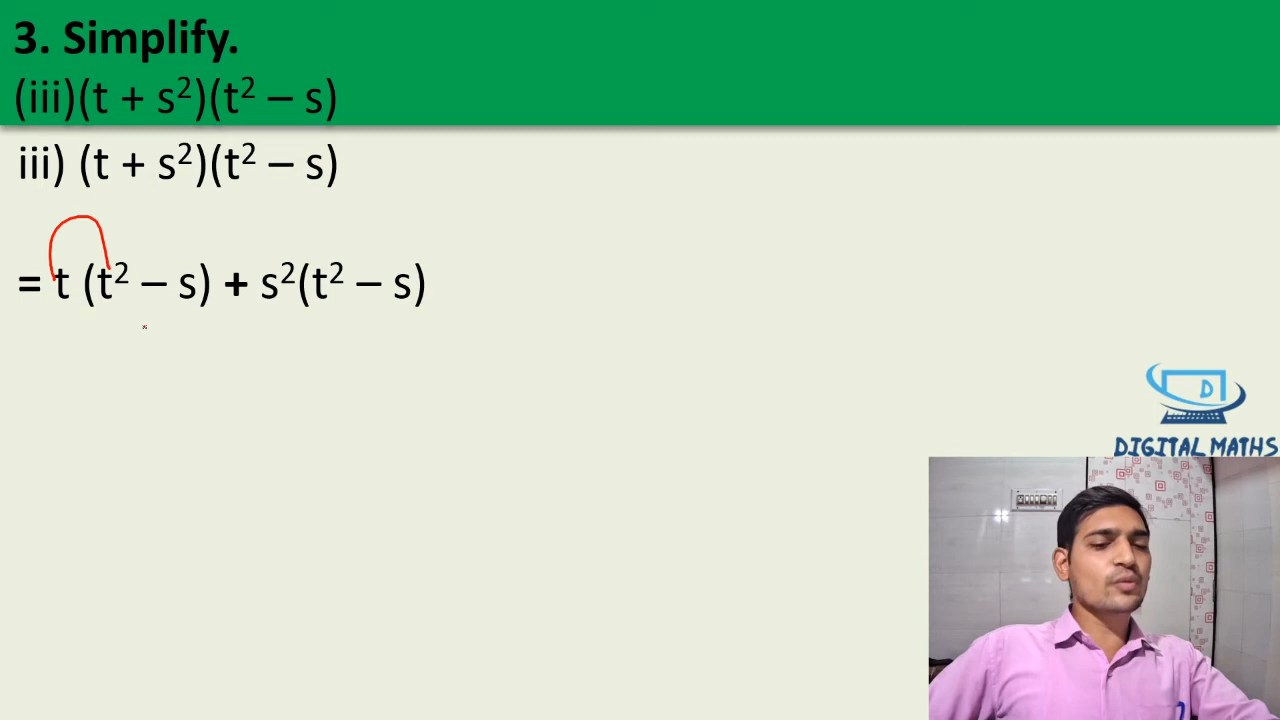 3. Simplify.
(iii)(t + s²)(t² – s)
iii) (t + s²)(t² – s)
= t (t² – s) + s²(t² – s)
D
DIGITAL MATHS